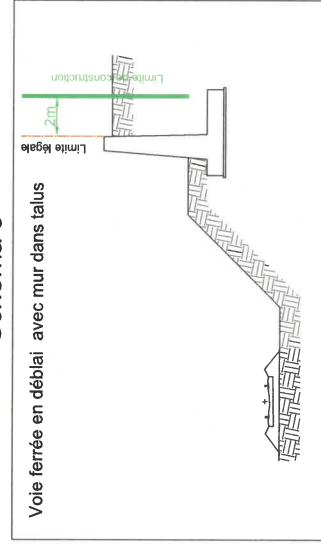 Voie ferrée en déblai avec mur dans talus
Limite légale
2m
Limite de construction